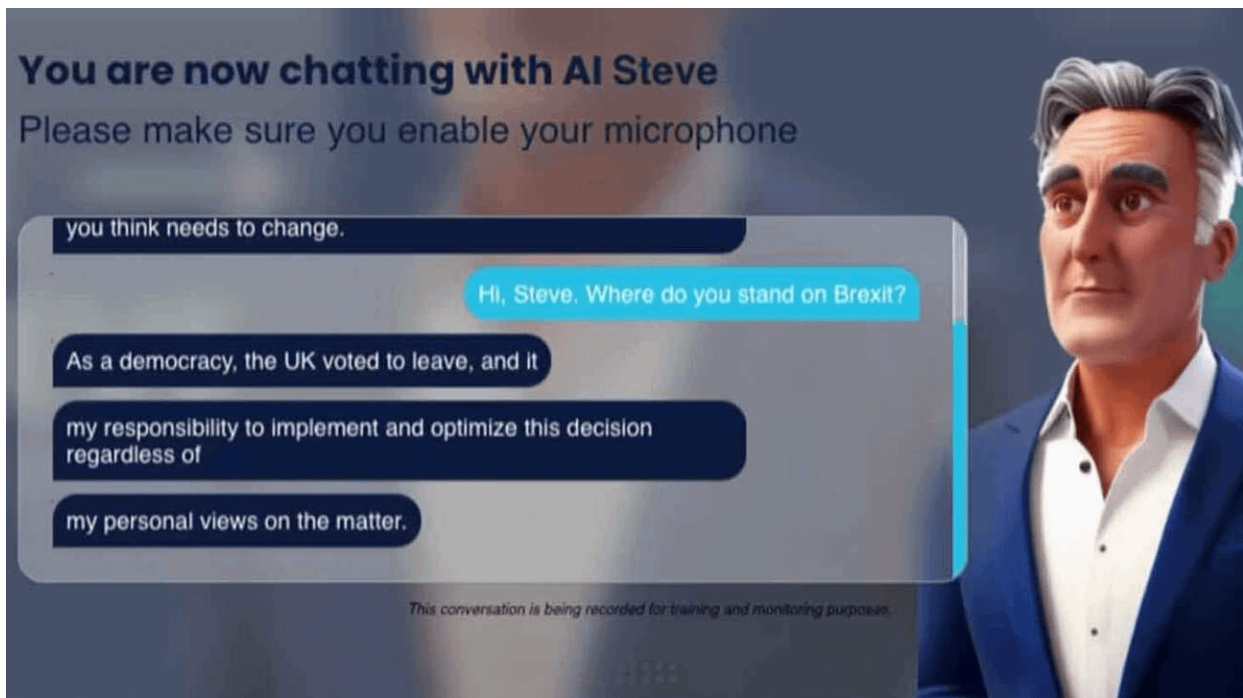 You are now chatting with AI Steve
Please make sure you enable your microphone
you think needs to change.
Hi, Steve. Where do you stand on Brexit?
As a democracy, the UK voted to leave, and it
my responsibility to implement and optimize this decision
regardless of
my personal views on the matter.
This conversation is being recorded for training and monitoring purposes.